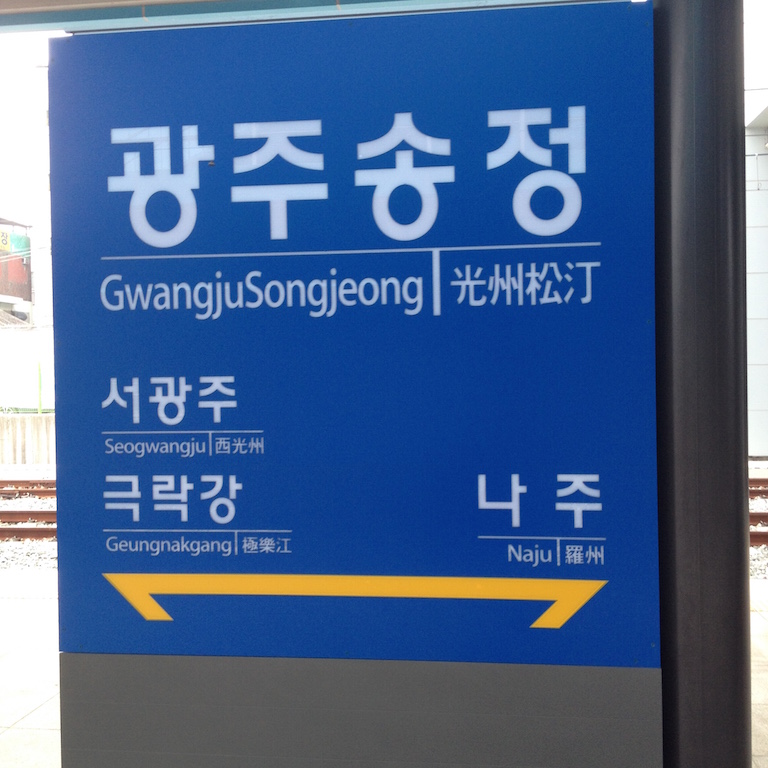 광주송정
GwangjuSongjeong 光州松汀
서광주
Seogwangju 西光州
극락강
Geungnakgang 極樂江
나주
Naju 羅州